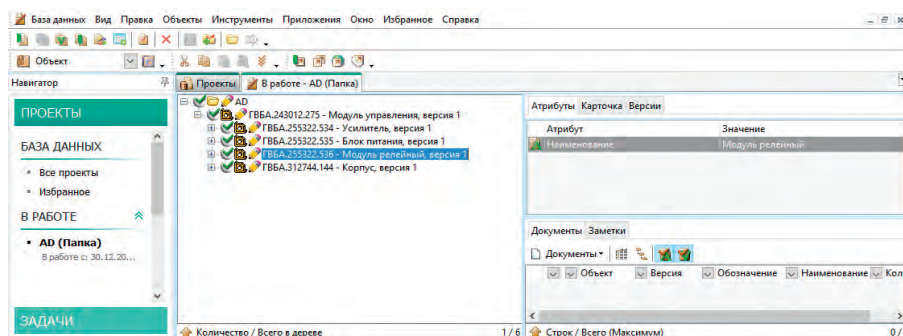 База данных Вид Правка Объекты Инструменты Приложения Окно Избранное Справка
Объект
Навигатор
Проекты В работе - AD (Папка)
ПРОЕКТЫ
БАЗА ДАННЫХ
Все проекты
Избранное
В РАБОТЕ
AD (Папка)
В работе с: 30.12.20...
ЗАДАЧИ
AD
ГВБА.243012.275 - Модуль управления, версия 1
ГВБА.255322.534 - Усилитель, версия 1
ГВБА.255322.535 - Блок питания, версия 1
ГВБА.255322.536 - Модуль релейный, версия 1
ГВБА.312744.144 - Корпус, версия 1
Количество / Всего в дереве 1 / 6
Атрибуты Карточка Версии
Атрибут Значение
Наименование Модуль релейный
Документы Заметки
Документы
Объект Версия Обозначение Наименование Кол
Строк / Всего (Максимум) 0 /